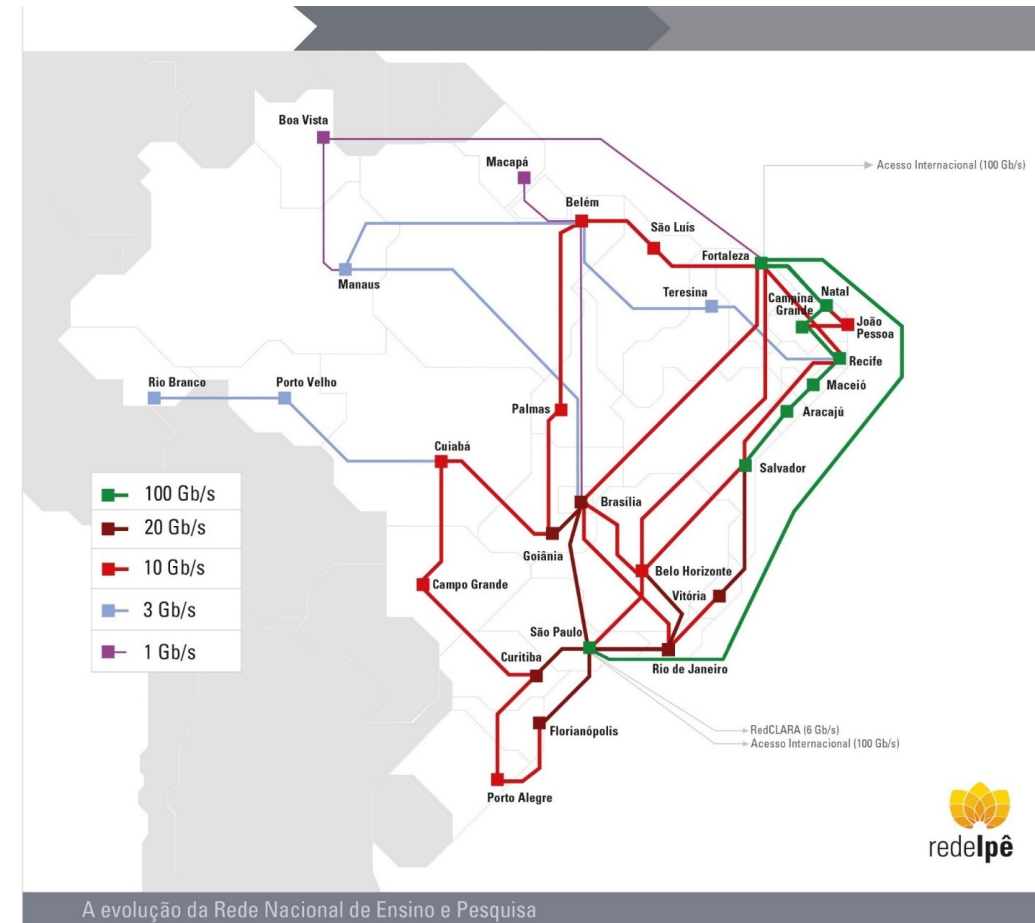 Boa Vista
Macapá
Acesso Internacional (100 Gb/s)
Belém
São Luís
Fortaleza
Manaus
Teresina
Natal
Campina
Grande
João
Pessoa
Recife
Rio Branco
Porto Velho
Maceió
Palmas
Aracajú
Cuiabá
Salvador
100 Gb/s
20 Gb/s
10 Gb/s
3 Gb/s
1 Gb/s
Brasília
Goiânia
Belo Horizonte
Campo Grande
Vitória
São Paulo
Curitiba
Rio de Janeiro
Florianópolis
RedCLARA (6 Gb/s)
Acesso Internacional (100 Gb/s)
Porto Alegre
redeIpê
A evolução da Rede Nacional de Ensino e Pesquisa